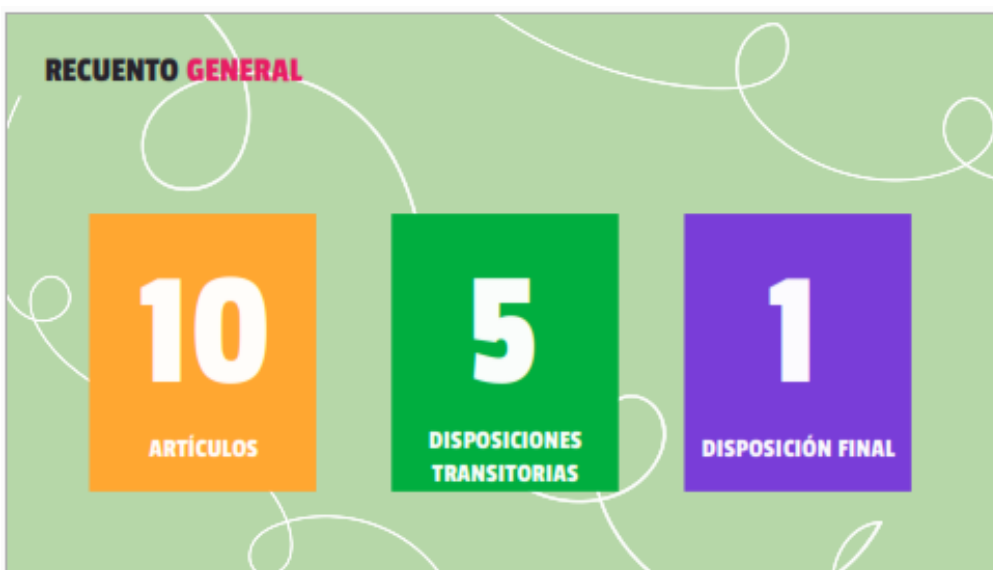 RECUENTO GENERAL
10
ARTÍCULOS
5
DISPOSICIONES
TRANSITORIAS
1
DISPOSICIÓN FINAL